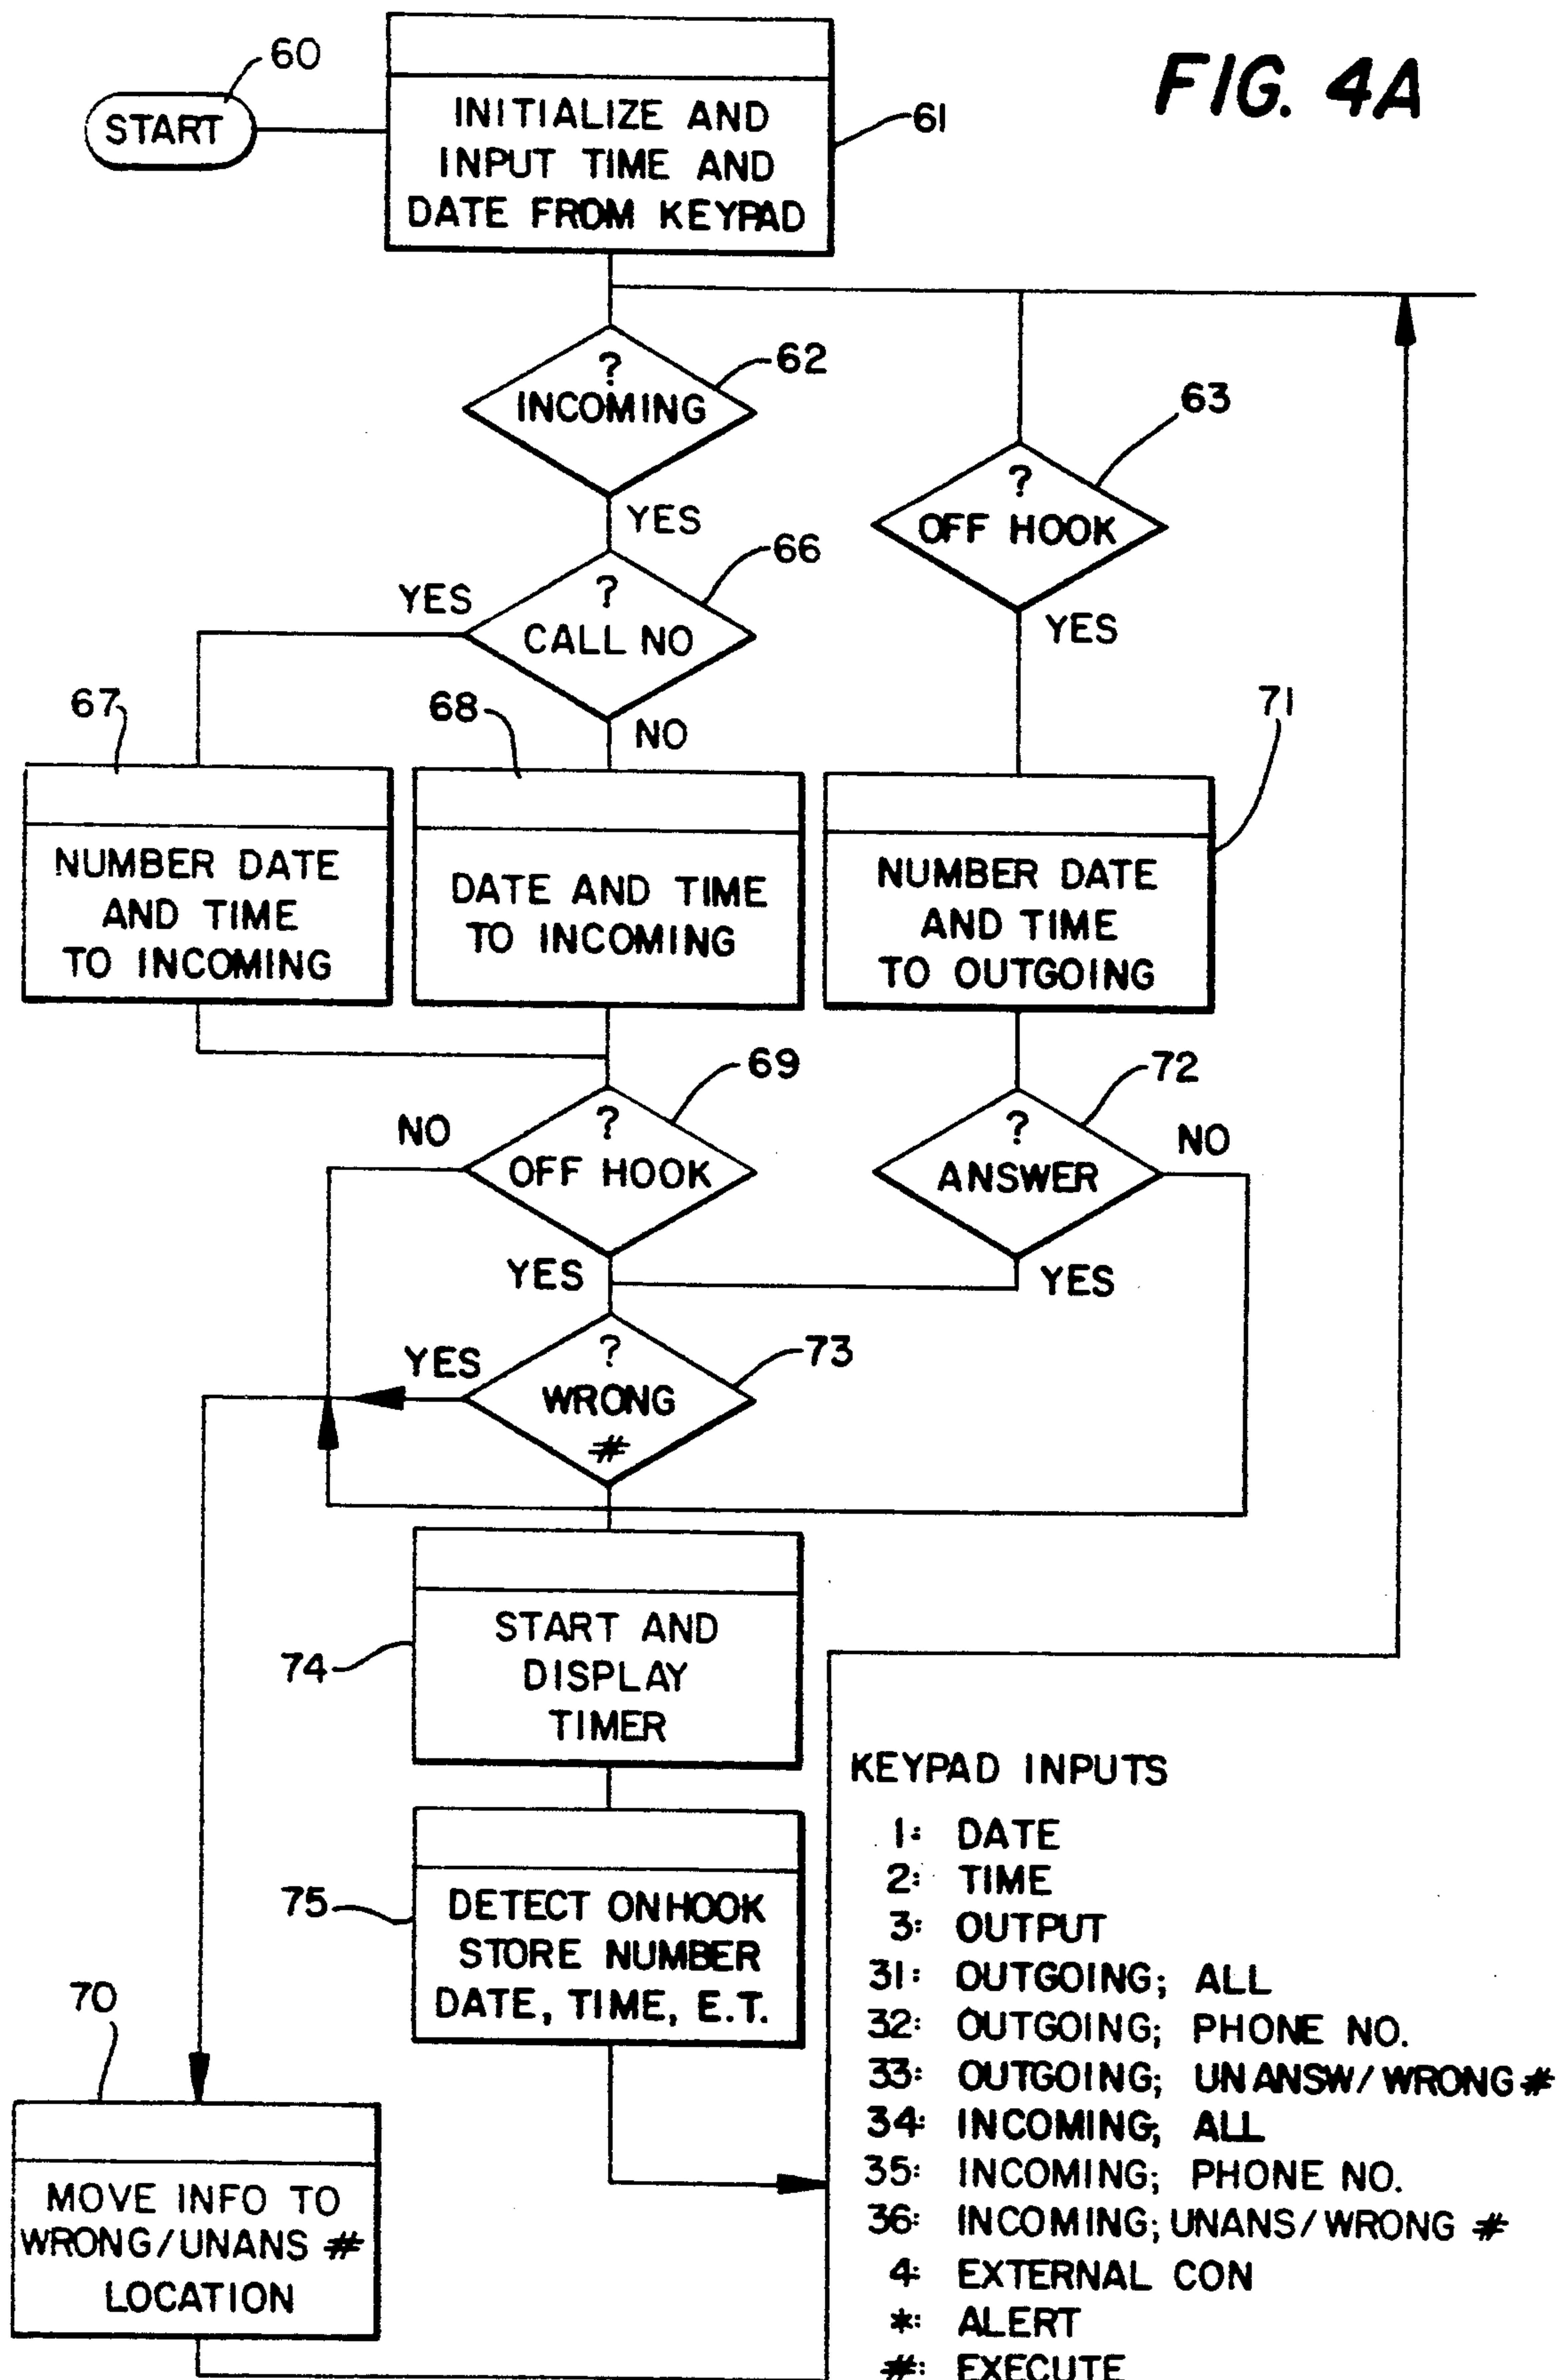 FIG. 4A
60
START
INITIALIZE AND
INPUT TIME AND
DATE FROM KEYPAD
61
?
INCOMING
62
YES
?
OFF HOOK
63
YES
?
CALL NO
66
YES
NO
67
NUMBER DATE
AND TIME
TO INCOMING
68
DATE AND TIME
TO INCOMING
71
NUMBER DATE
AND TIME
TO OUTGOING
?
OFF HOOK
69
NO
YES
?
ANSWER
72
NO
YES
?
WRONG
#
73
YES
74
START AND
DISPLAY
TIMER
75
DETECT ONHOOK
STORE NUMBER
DATE, TIME, E.T.
70
MOVE INFO TO
WRONG/UNANS #
LOCATION
KEYPAD INPUTS
1: DATE
2: TIME
3: OUTPUT
31: OUTGOING; ALL
32: OUTGOING; PHONE NO.
33: OUTGOING; UNANSW/WRONG #
34: INCOMING; ALL
35: INCOMING; PHONE NO.
36: INCOMING; UNANS/WRONG #
4: EXTERNAL CON
*: ALERT
#: EXECUTE